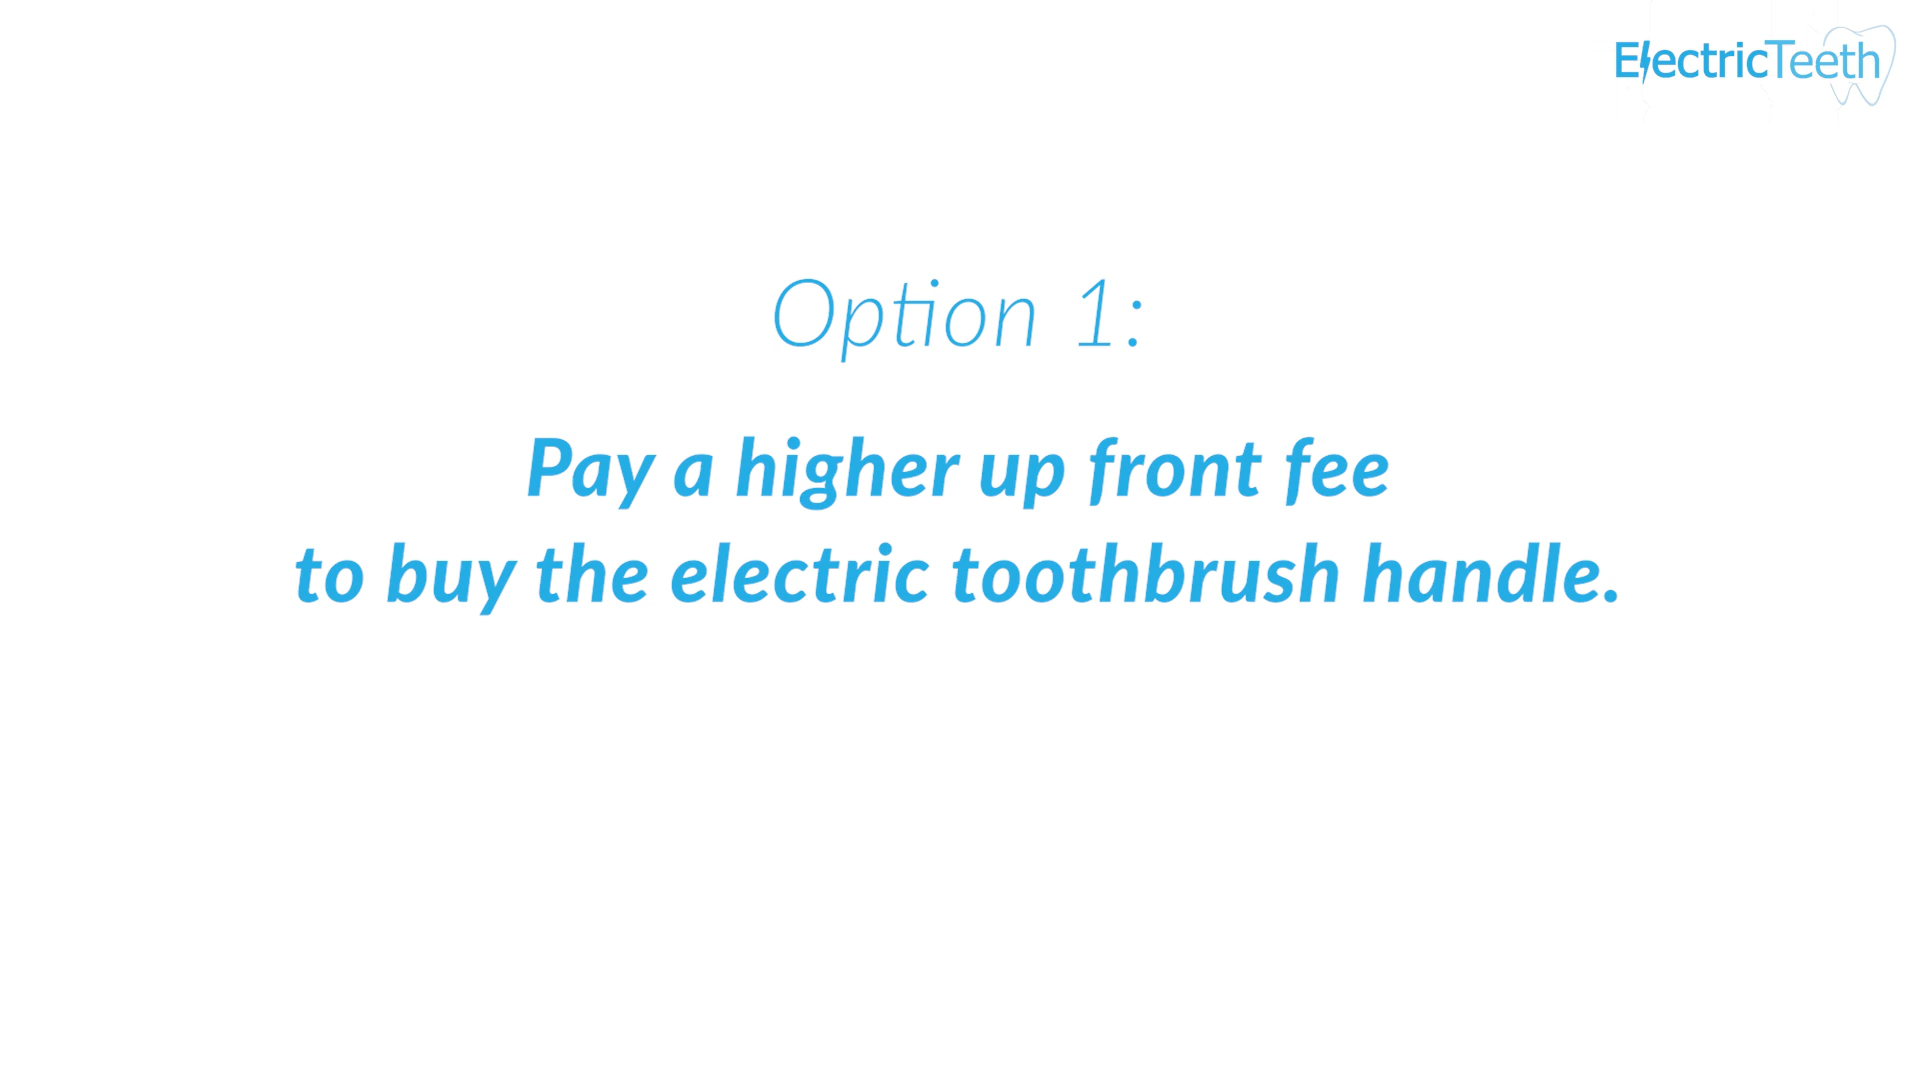 ElectricTeeth
Option 1:
Pay a higher up front fee
to buy the electric toothbrush handle.